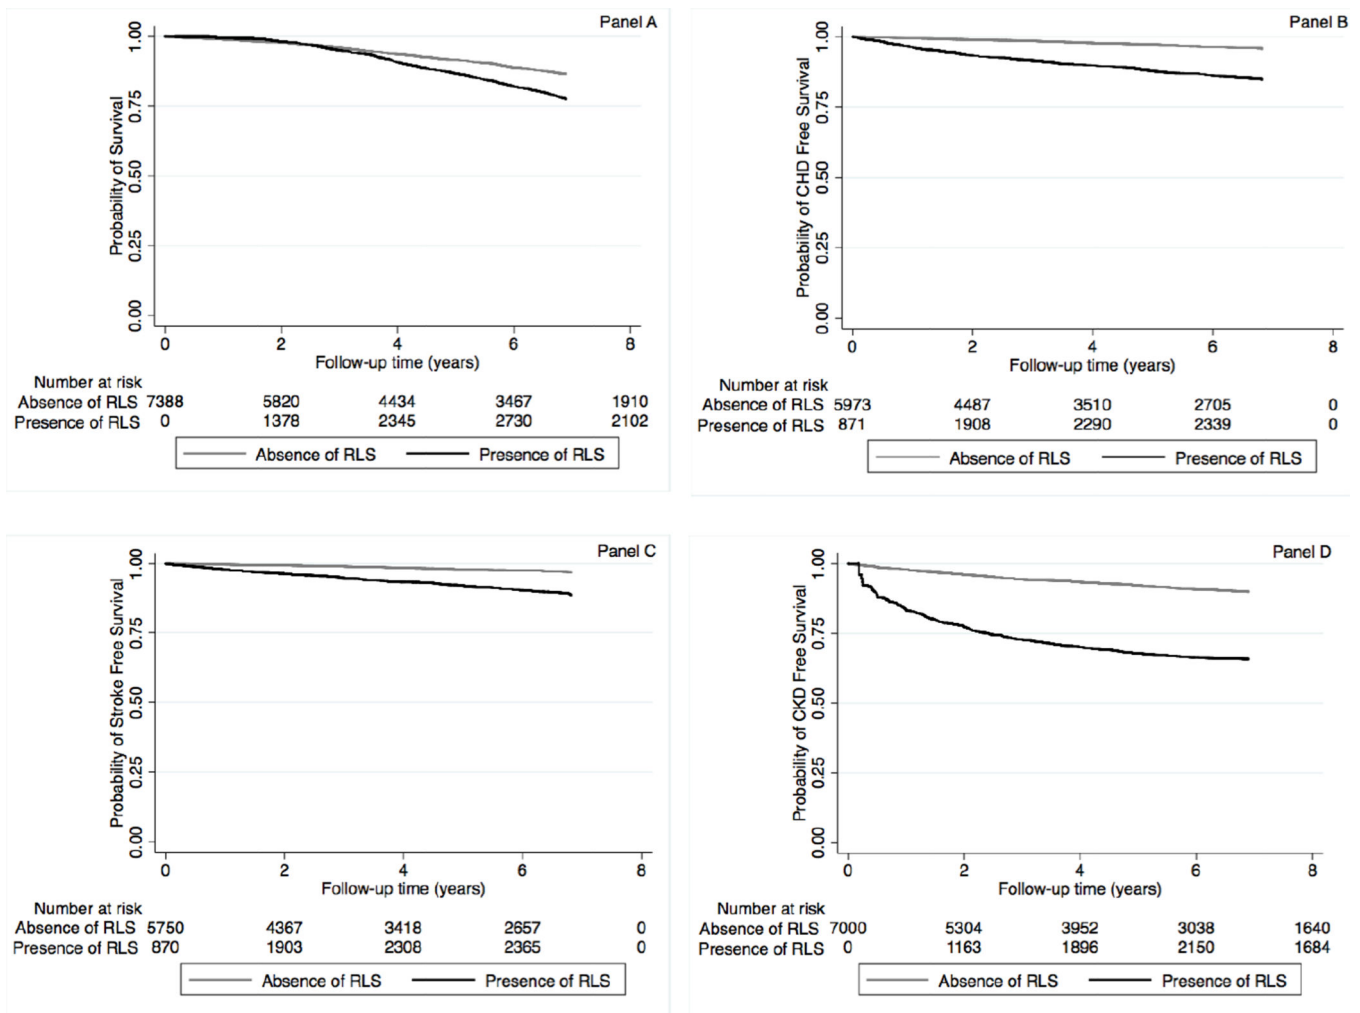 Panel A
Probability of Survival
1.00
0.75
0.50
0.25
0.00
0 2 4 6 8
Follow-up time (years)
Number at risk
Absence of RLS 7388 5820 4434 3467 1910
Presence of RLS 0 1378 2345 2730 2102
Absence of RLS Presence of RLS
Panel B
Probability of CHD Free Survival
1.00
0.75
0.50
0.25
0.00
0 2 4 6 8
Follow-up time (years)
Number at risk
Absence of RLS 5973 4487 3510 2705 0
Presence of RLS 871 1908 2290 2339 0
Absence of RLS Presence of RLS
Panel C
Probability of Stroke Free Survival
1.00
0.75
0.50
0.25
0.00
0 2 4 6 8
Follow-up time (years)
Number at risk
Absence of RLS 5750 4367 3418 2657 0
Presence of RLS 870 1903 2308 2365 0
Absence of RLS Presence of RLS
Panel D
Probability of CKD Free Survival
1.00
0.75
0.50
0.25
0.00
0 2 4 6 8
Follow-up time (years)
Number at risk
Absence of RLS 7000 5304 3952 3038 1640
Presence of RLS 0 1163 1896 2150 1684
Absence of RLS Presence of RLS